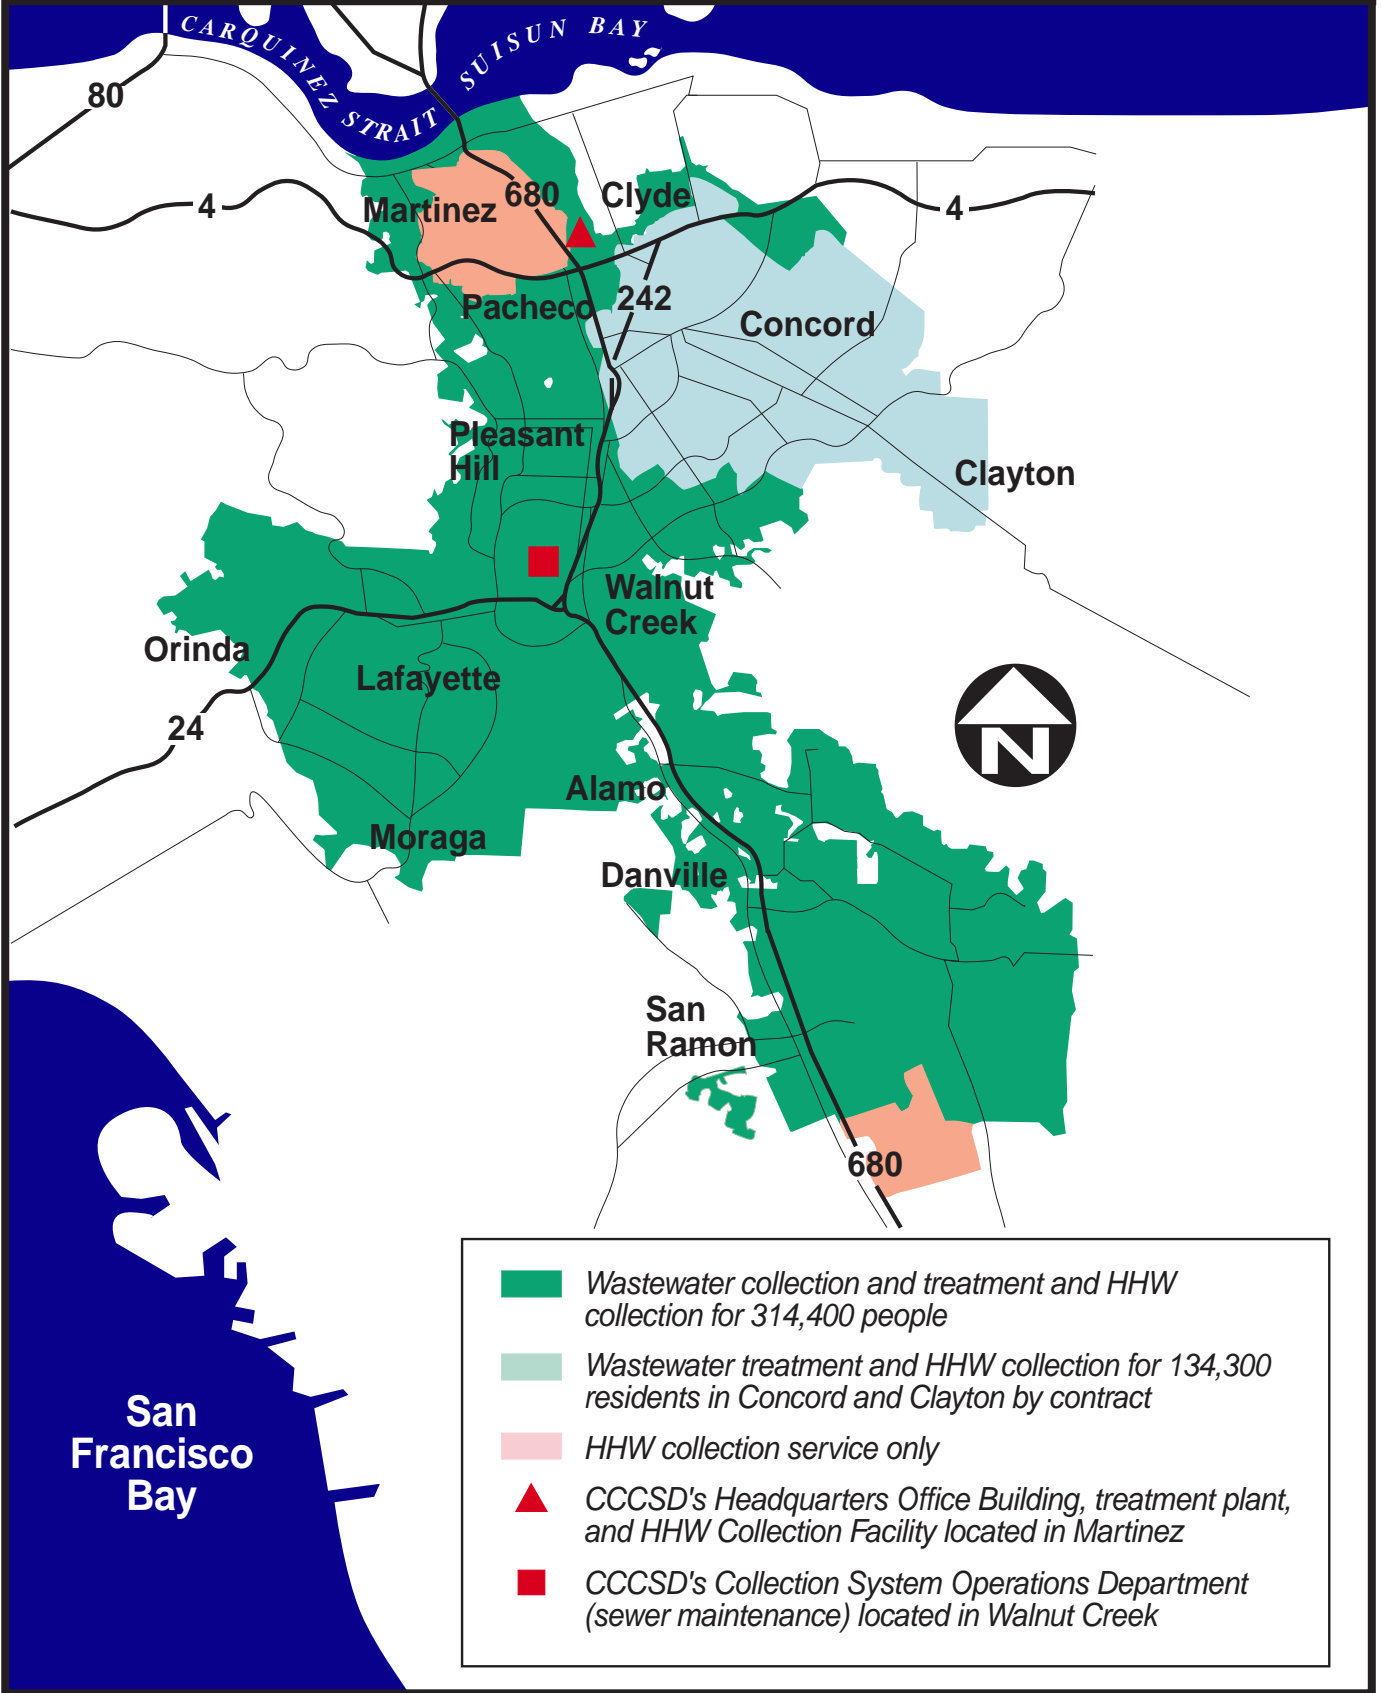 CARQUINEZ STRAIT
SUISUN BAY
80
4
Martinez
680
Clyde
4
Pacheco
242
Concord
Pleasant
Hill
Clayton
Walnut
Creek
Orinda
Lafayette
24
N
Alamo
Moraga
Danville
San
Ramon
680
San
Francisco
Bay
Wastewater collection and treatment and HHW
collection for 314,400 people
Wastewater treatment and HHW collection for 134,300
residents in Concord and Clayton by contract
HHW collection service only
CCCSD's Headquarters Office Building, treatment plant,
and HHW Collection Facility located in Martinez
CCCSD's Collection System Operations Department
(sewer maintenance) located in Walnut Creek